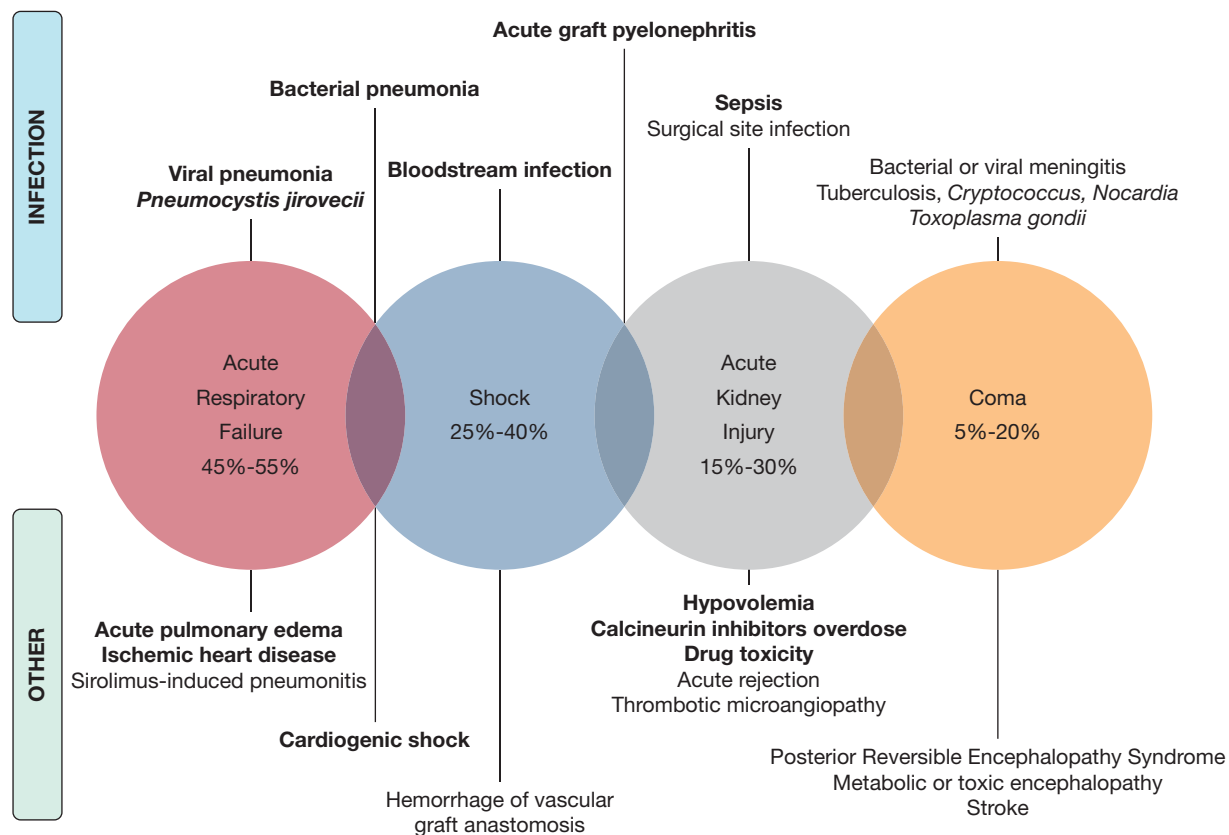 INFECTION
Acute graft pyelonephritis
Bacterial pneumonia
Sepsis
Surgical site infection
Viral pneumonia
Pneumocystis jirovecii
Bloodstream infection
Bacterial or viral meningitis
Tuberculosis, Cryptococcus, Nocardia
Toxoplasma gondii
Acute
Respiratory
Failure
45%-55%
Shock
25%-40%
Acute
Kidney
Injury
15%-30%
Coma
5%-20%
OTHER
Acute pulmonary edema
Ischemic heart disease
Sirolimus-induced pneumonitis
Cardiogenic shock
Hemorrhage of vascular
graft anastomosis
Hypovolemia
Calcineurin inhibitors overdose
Drug toxicity
Acute rejection
Thrombotic microangiopathy
Posterior Reversible Encephalopathy Syndrome
Metabolic or toxic encephalopathy
Stroke